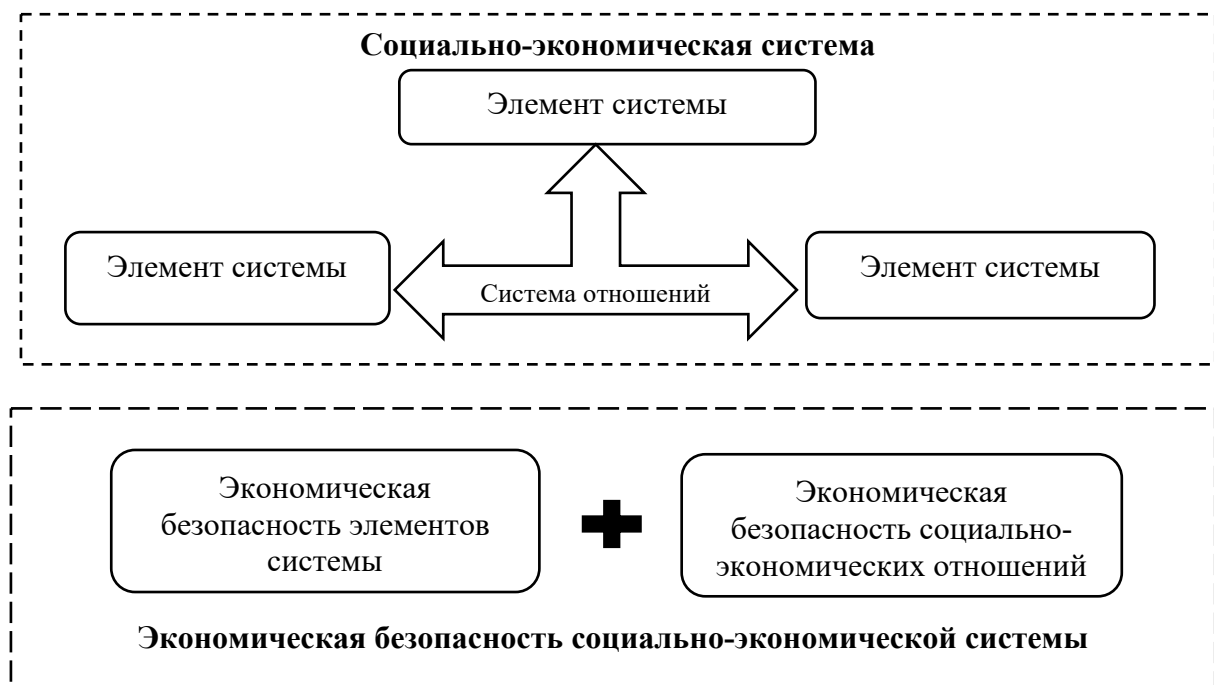 Социально-экономическая система
Элемент системы
Элемент системы
Элемент системы
Система отношений
Экономическая
безопасность элементов
системы
Экономическая
безопасность социально-
экономических отношений
Экономическая безопасность социально-экономической системы